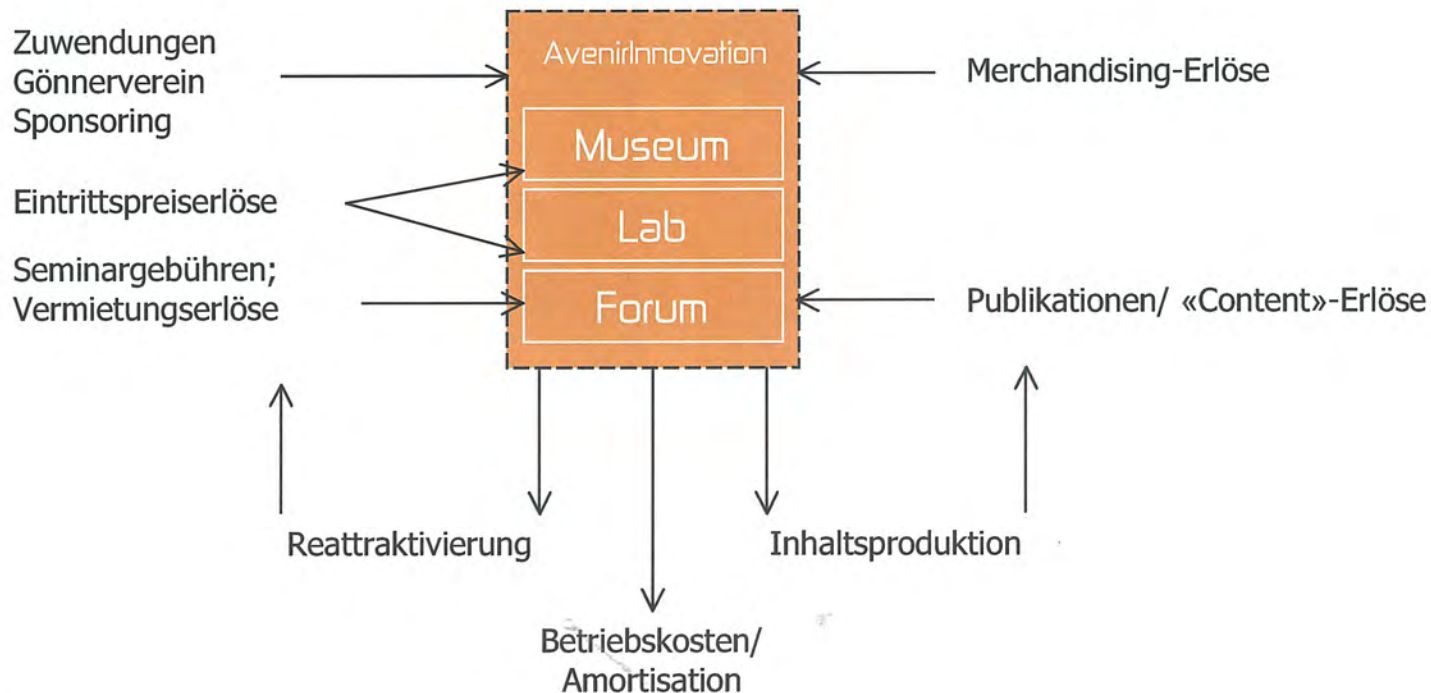 Zuwendungen
Gönnerverein
Sponsoring
AvenirInnovation
Merchandising-Erlöse
Museum
Eintrittspreiserlöse
Lab
Seminargebühren;
Vermietungserlöse
Forum
Publikationen/ «Content»-Erlöse
Reattraktivierung
Inhaltsproduktion
Betriebskosten/
Amortisation